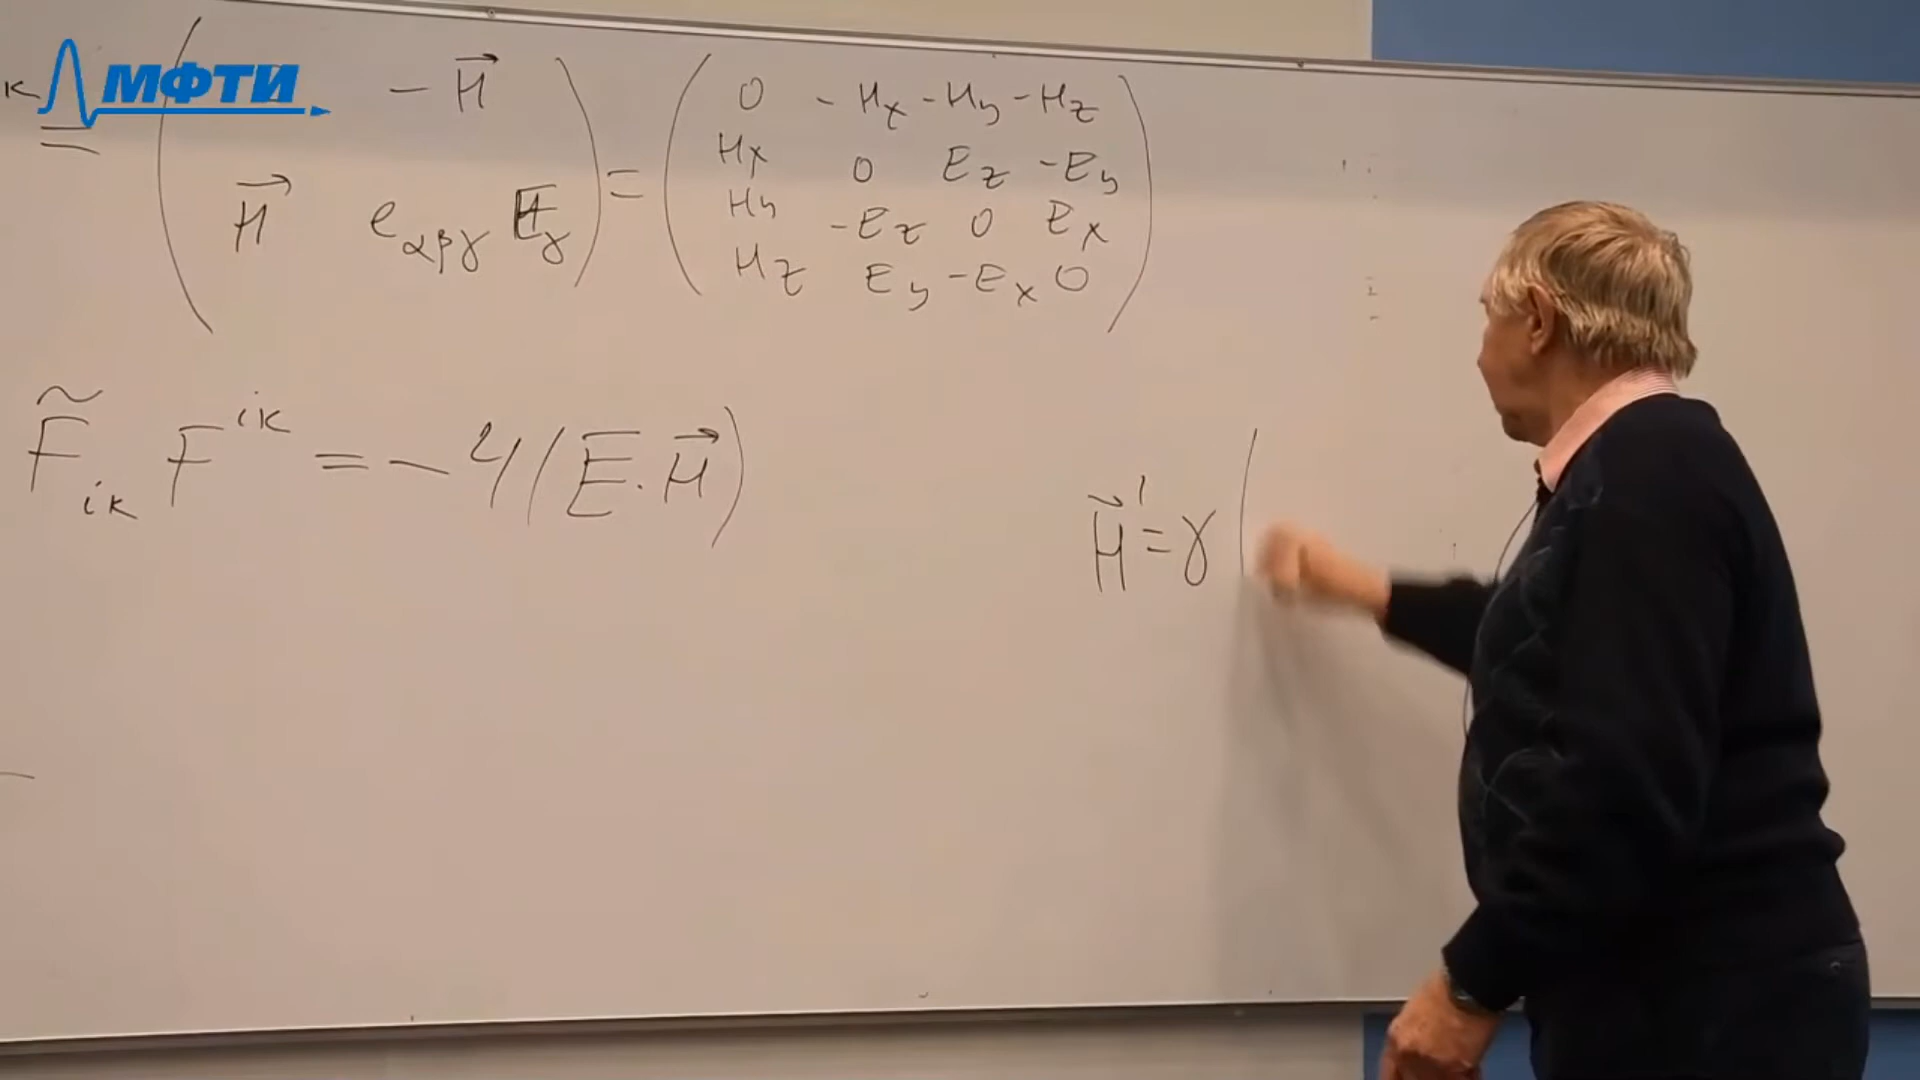 МФТИ
к = ( −H⃗ ) = ( 0 −Hx −Hy −Hz )
Hx 0 Ez −Ey
H⃗ eαβγ Eγ Hy −Ez 0 Ex
Hz Ey −Ex 0
F̃ik F^ik = −4(E⃗·H⃗)
H⃗' = γ (